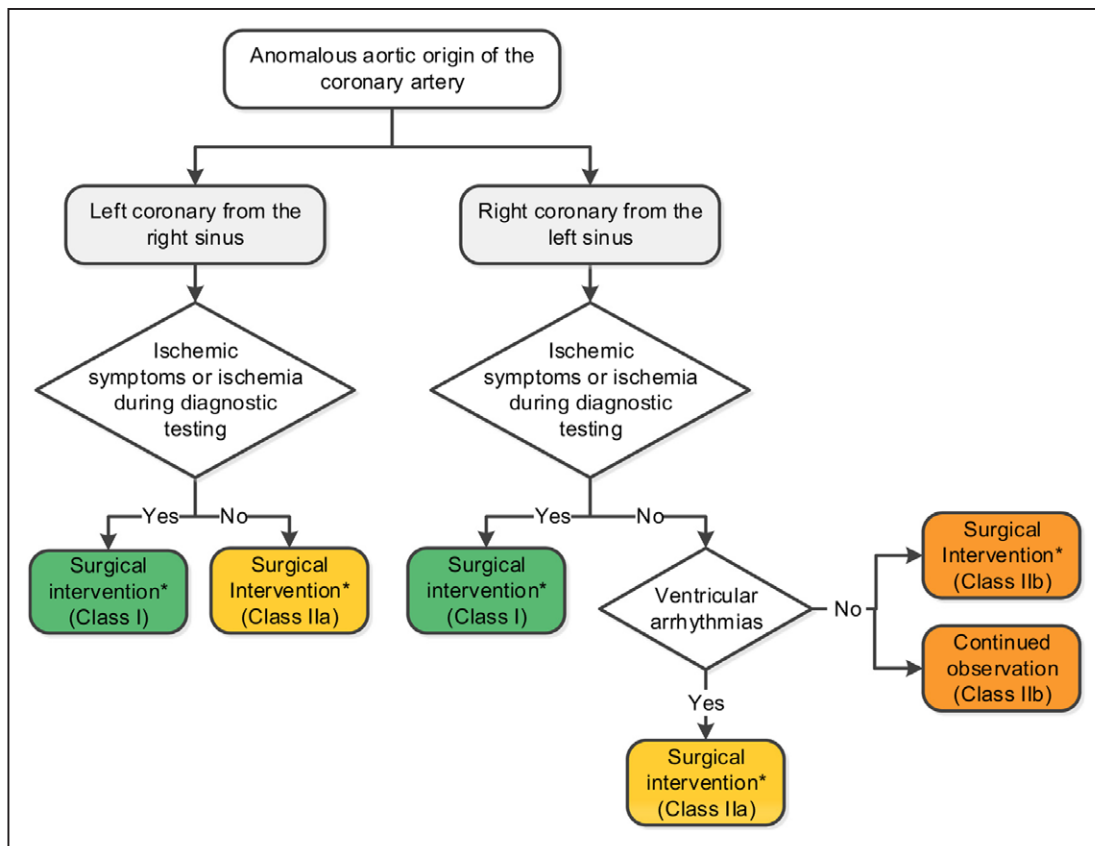 Anomalous aortic origin of the
coronary artery
Left coronary from the
right sinus
Right coronary from the
left sinus
Ischemic
symptoms or ischemia
during diagnostic
testing
Ischemic
symptoms or ischemia
during diagnostic
testing
Yes
No
Yes
No
Surgical
intervention*
(Class I)
Surgical
Intervention*
(Class IIa)
Surgical
intervention*
(Class I)
Ventricular
arrhythmias
No
Surgical
Intervention*
(Class IIb)
Continued
observation
(Class IIb)
Yes
Surgical
intervention*
(Class IIa)